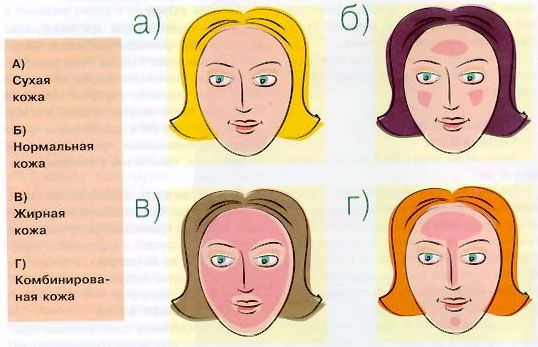 А)
Сухая
кожа
Б)
Нормальная
кожа
В)
Жирная
кожа
Г)
Комбинирова-
ная кожа
а)
б)
в)
г)